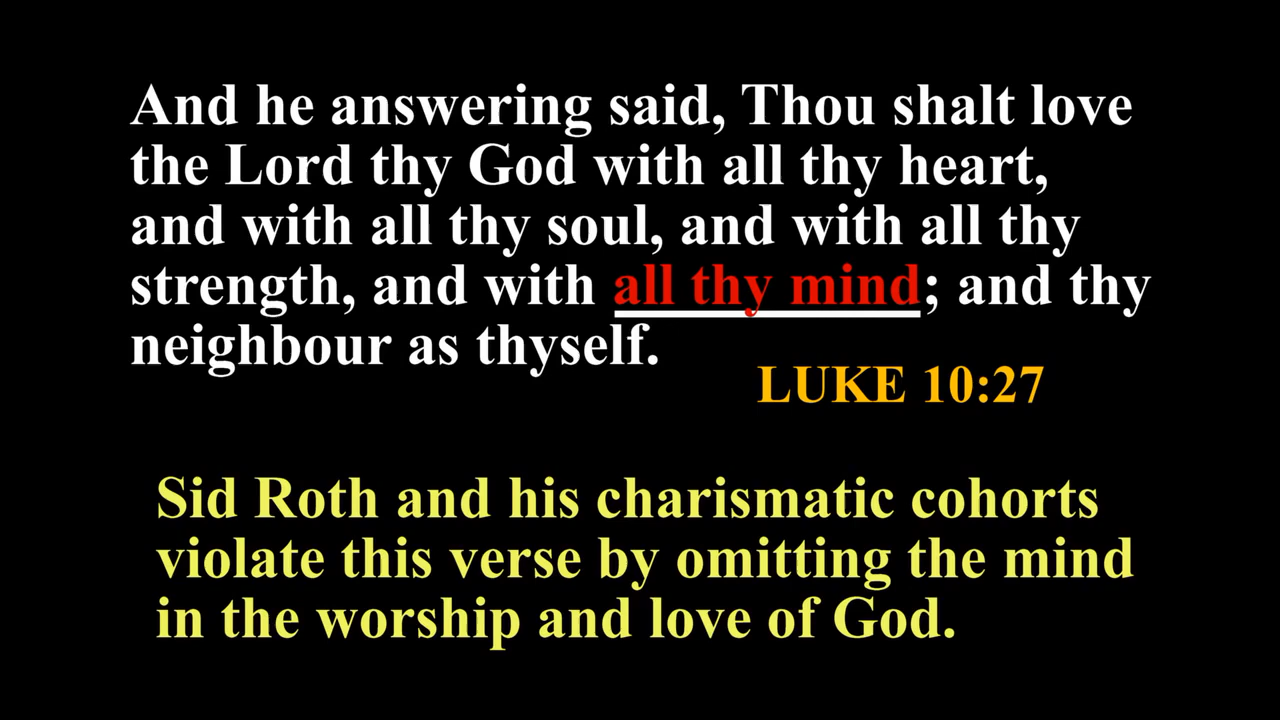 And he answering said, Thou shalt love
the Lord thy God with all thy heart,
and with all thy soul, and with all thy
strength, and with all thy mind; and thy
neighbour as thyself.
LUKE 10:27
Sid Roth and his charismatic cohorts
violate this verse by omitting the mind
in the worship and love of God.